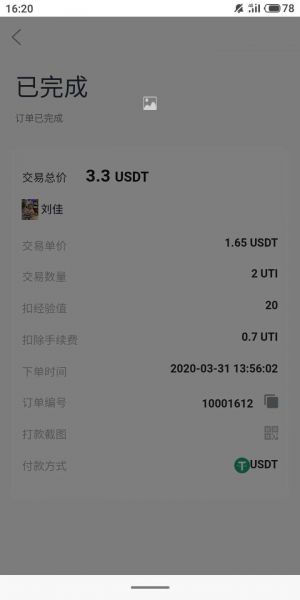 16:20
78
已完成
订单已完成
交易总价 3.3 USDT
刘佳
交易单价 1.65 USDT
交易数量 2 UTI
扣经验值 20
扣除手续费 0.7 UTI
下单时间 2020-03-31 13:56:02
订单编号 10001612
打款截图
付款方式 USDT